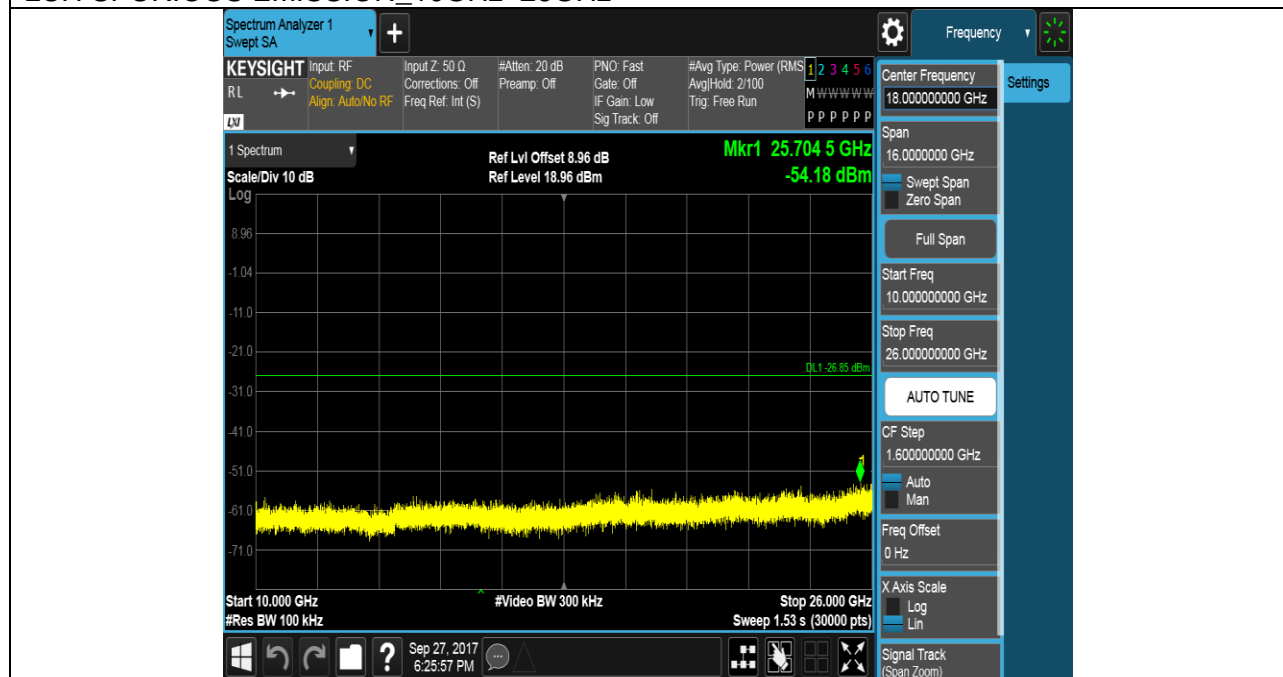 Spectrum Analyzer 1
Swept SA
Frequency
KEYSIGHT
RL
LXI
Input: RF
Coupling: DC
Align: Auto/No RF
Input Z: 50 Ω
Corrections: Off
Freq Ref: Int (S)
#Atten: 20 dB
Preamp: Off
PNO: Fast
Gate: Off
IF Gain: Low
Sig Track: Off
#Avg Type: Power (RMS
Avg|Hold: 2/100
Trig: Free Run
1 2 3 4 5 6
M W W W W W
P P P P P P
1 Spectrum
Scale/Div 10 dB
Ref Lvl Offset 8.96 dB
Ref Level 18.96 dBm
Mkr1 25.704 5 GHz
-54.18 dBm
Log
8.96
-1.04
-11.0
-21.0
DL1 -26.85 dBm
-31.0
-41.0
-51.0
1
-61.0
-71.0
Start 10.000 GHz
#Res BW 100 kHz
#Video BW 300 kHz
Stop 26.000 GHz
Sweep 1.53 s (30000 pts)
Sep 27, 2017
6:25:57 PM
Center Frequency
18.000000000 GHz
Settings
Span
16.0000000 GHz
Swept Span
Zero Span
Full Span
Start Freq
10.000000000 GHz
Stop Freq
26.000000000 GHz
AUTO TUNE
CF Step
1.600000000 GHz
Auto
Man
Freq Offset
0 Hz
X Axis Scale
Log
Lin
Signal Track
(Span Zoom)